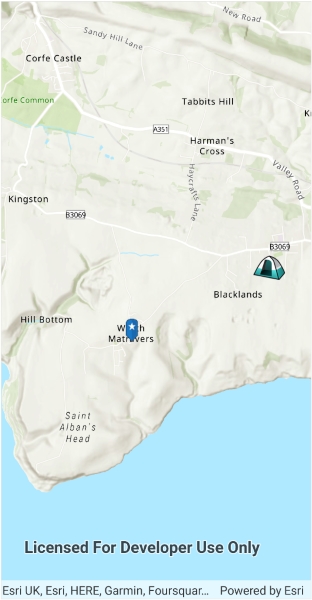 New Road
Sandy Hill Lane
Corfe Castle
orfe Common
Tabbits Hill
A351
Harman's
Cross
Valley Road
Haycrafts Lane
Kingston
B3069
B3069
Blacklands
Hill Bottom
Matravers
Saint
Alban's
Head
Licensed For Developer Use Only
Esri UK, Esri, HERE, Garmin, Foursquar... Powered by Esri